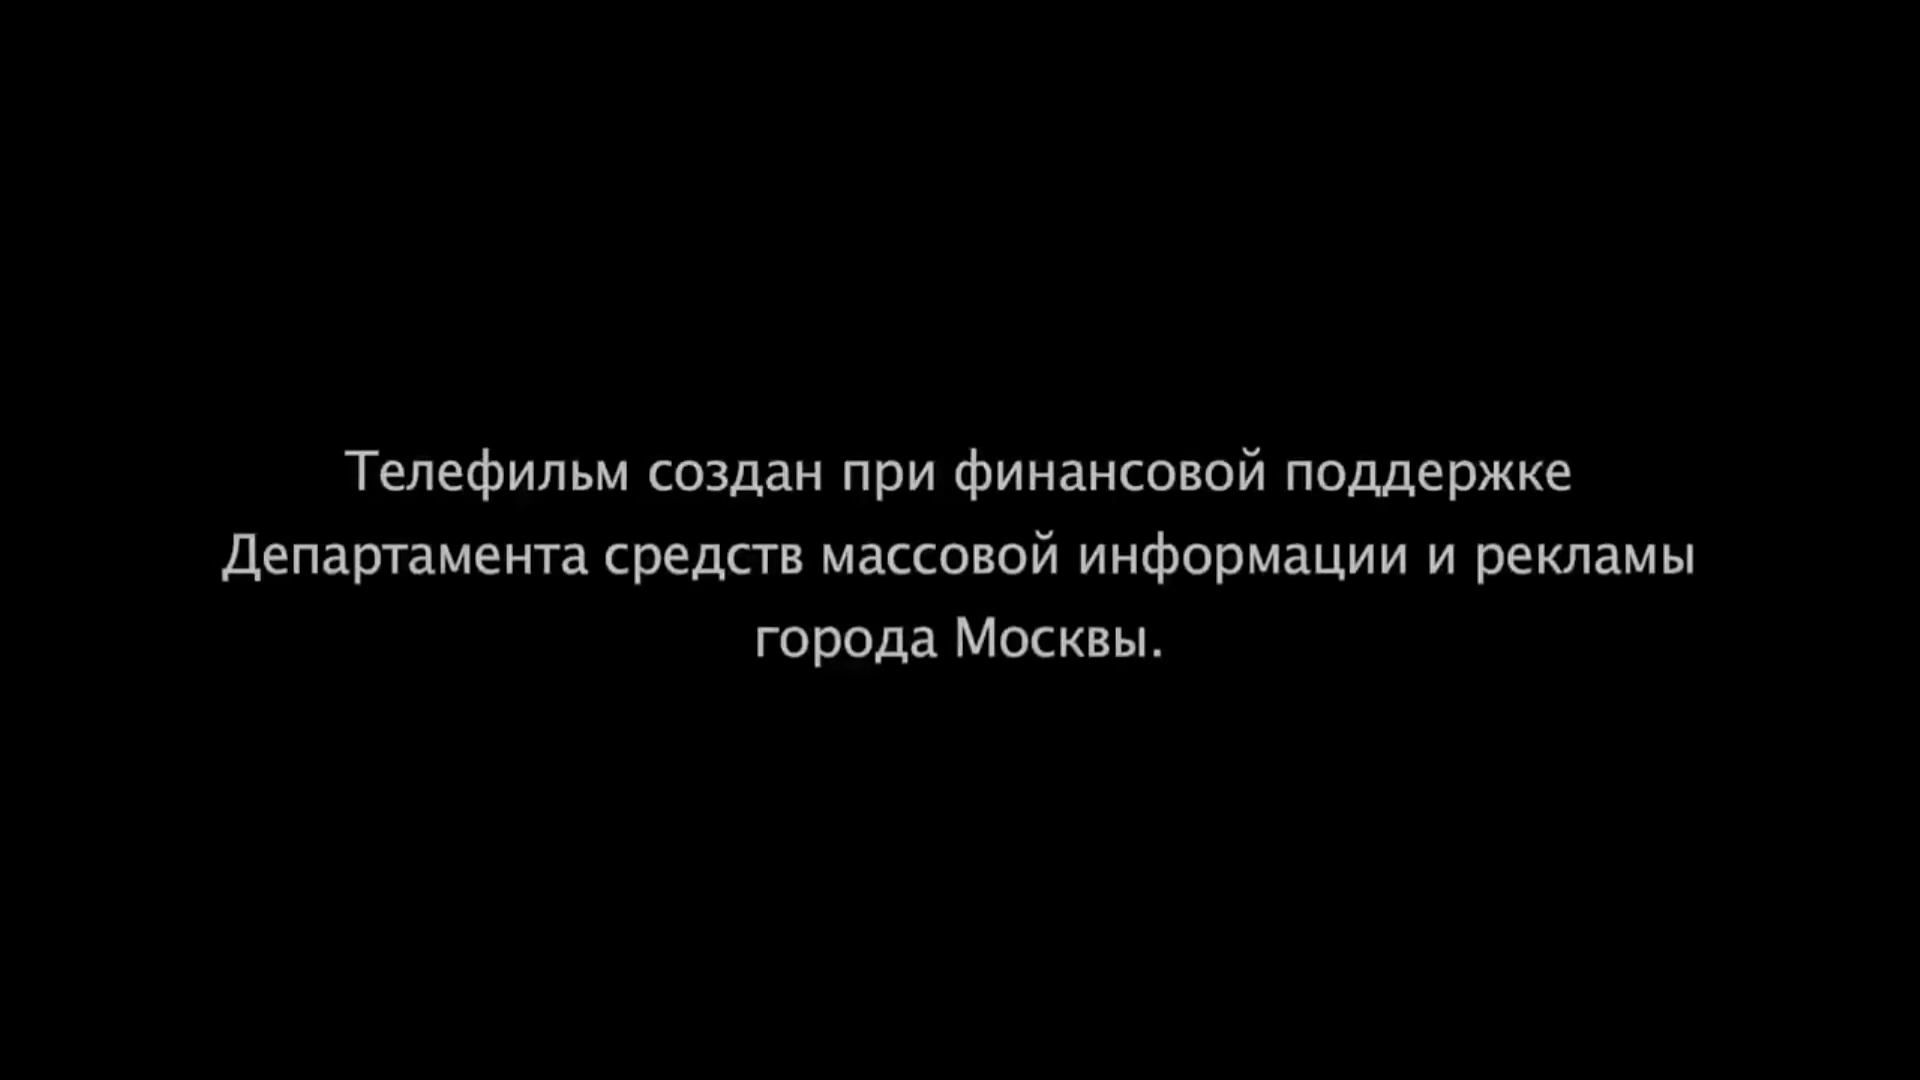 Телефильм создан при финансовой поддержке
Департамента средств массовой информации и рекламы
города Москвы.